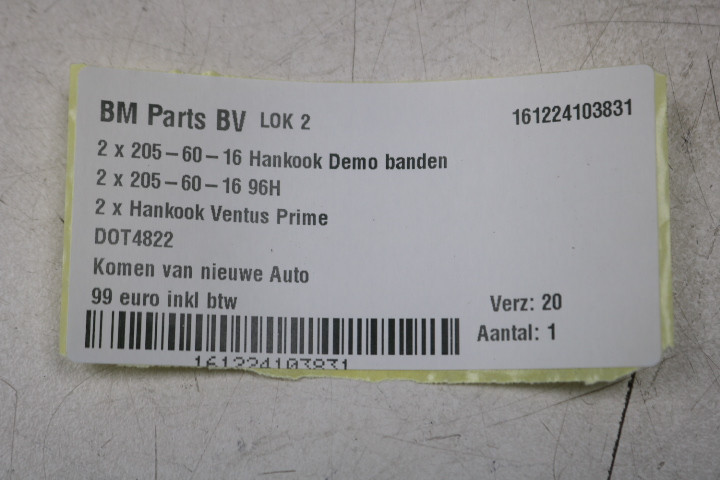 BM Parts BV LOK 2 161224103831
2 x 205-60-16 Hankook Demo banden
2 x 205-60-16 96H
2 x Hankook Ventus Prime
DOT4822
Komen van nieuwe Auto
99 euro inkl btw
Verz: 20
Aantal: 1
161224103831